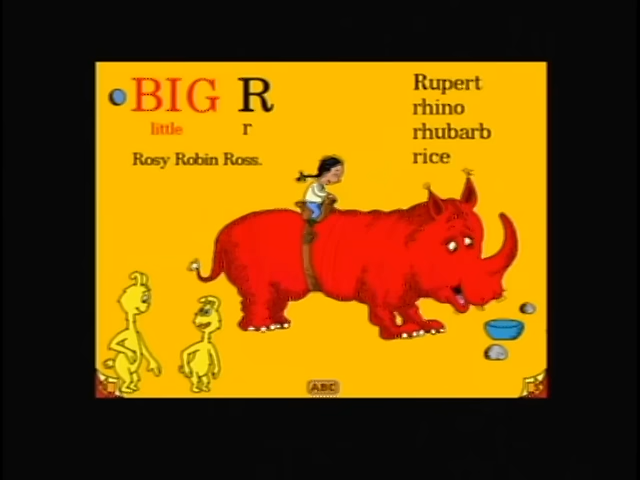 BIG R
little r
Rosy Robin Ross.
Rupert
rhino
rhubarb
rice
ABC